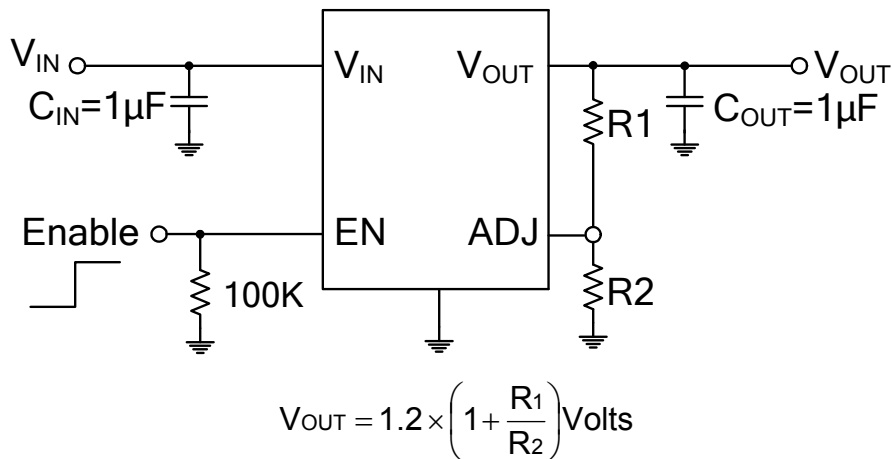 VIN
VIN
VOUT
VOUT
CIN=1µF
R1
COUT=1µF
Enable
EN
ADJ
100K
R2
VOUT = 1.2 × (1 + R1/R2) Volts